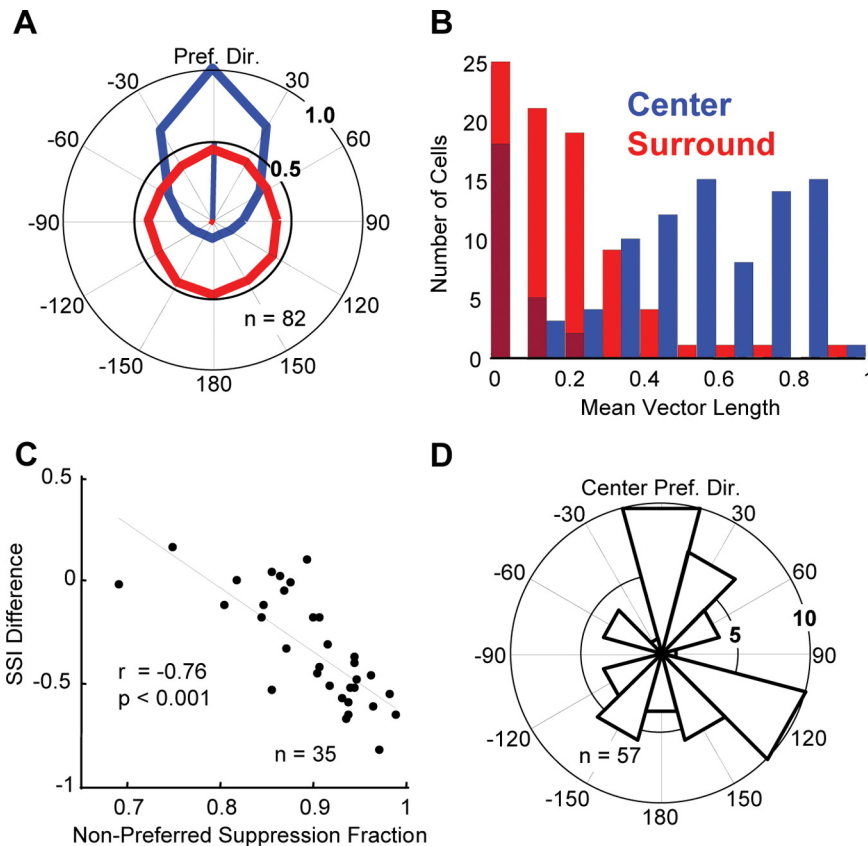 A
Pref. Dir.
-30
30
1.0
-60
60
0.5
-90
90
-120
120
n = 82
-150
150
180
B
25
20
15
10
5
0
Number of Cells
Center
Surround
0
0.2
0.4
0.6
0.8
1
Mean Vector Length
C
0.5
0
-0.5
-1
SSI Difference
r = -0.76
p < 0.001
n = 35
0.7
0.8
0.9
1
Non-Preferred Suppression Fraction
D
Center Pref. Dir.
-30
30
-60
60
10
5
-90
90
-120
120
n = 57
-150
150
180